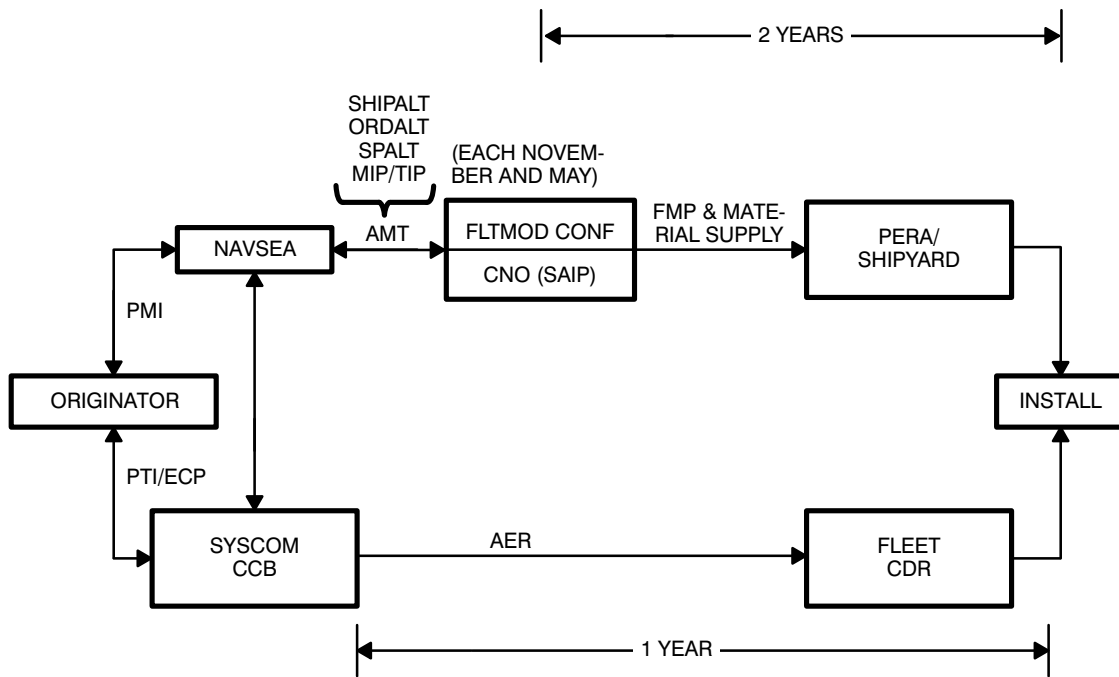 2 YEARS
SHIPALT
ORDALT
SPALT
MIP/TIP
(EACH NOVEM-
BER AND MAY)
AMT
NAVSEA
FLTMOD CONF
CNO (SAIP)
FMP & MATE-
RIAL SUPPLY
PERA/
SHIPYARD
PMI
ORIGINATOR
INSTALL
PTI/ECP
SYSCOM
CCB
AER
FLEET
CDR
1 YEAR